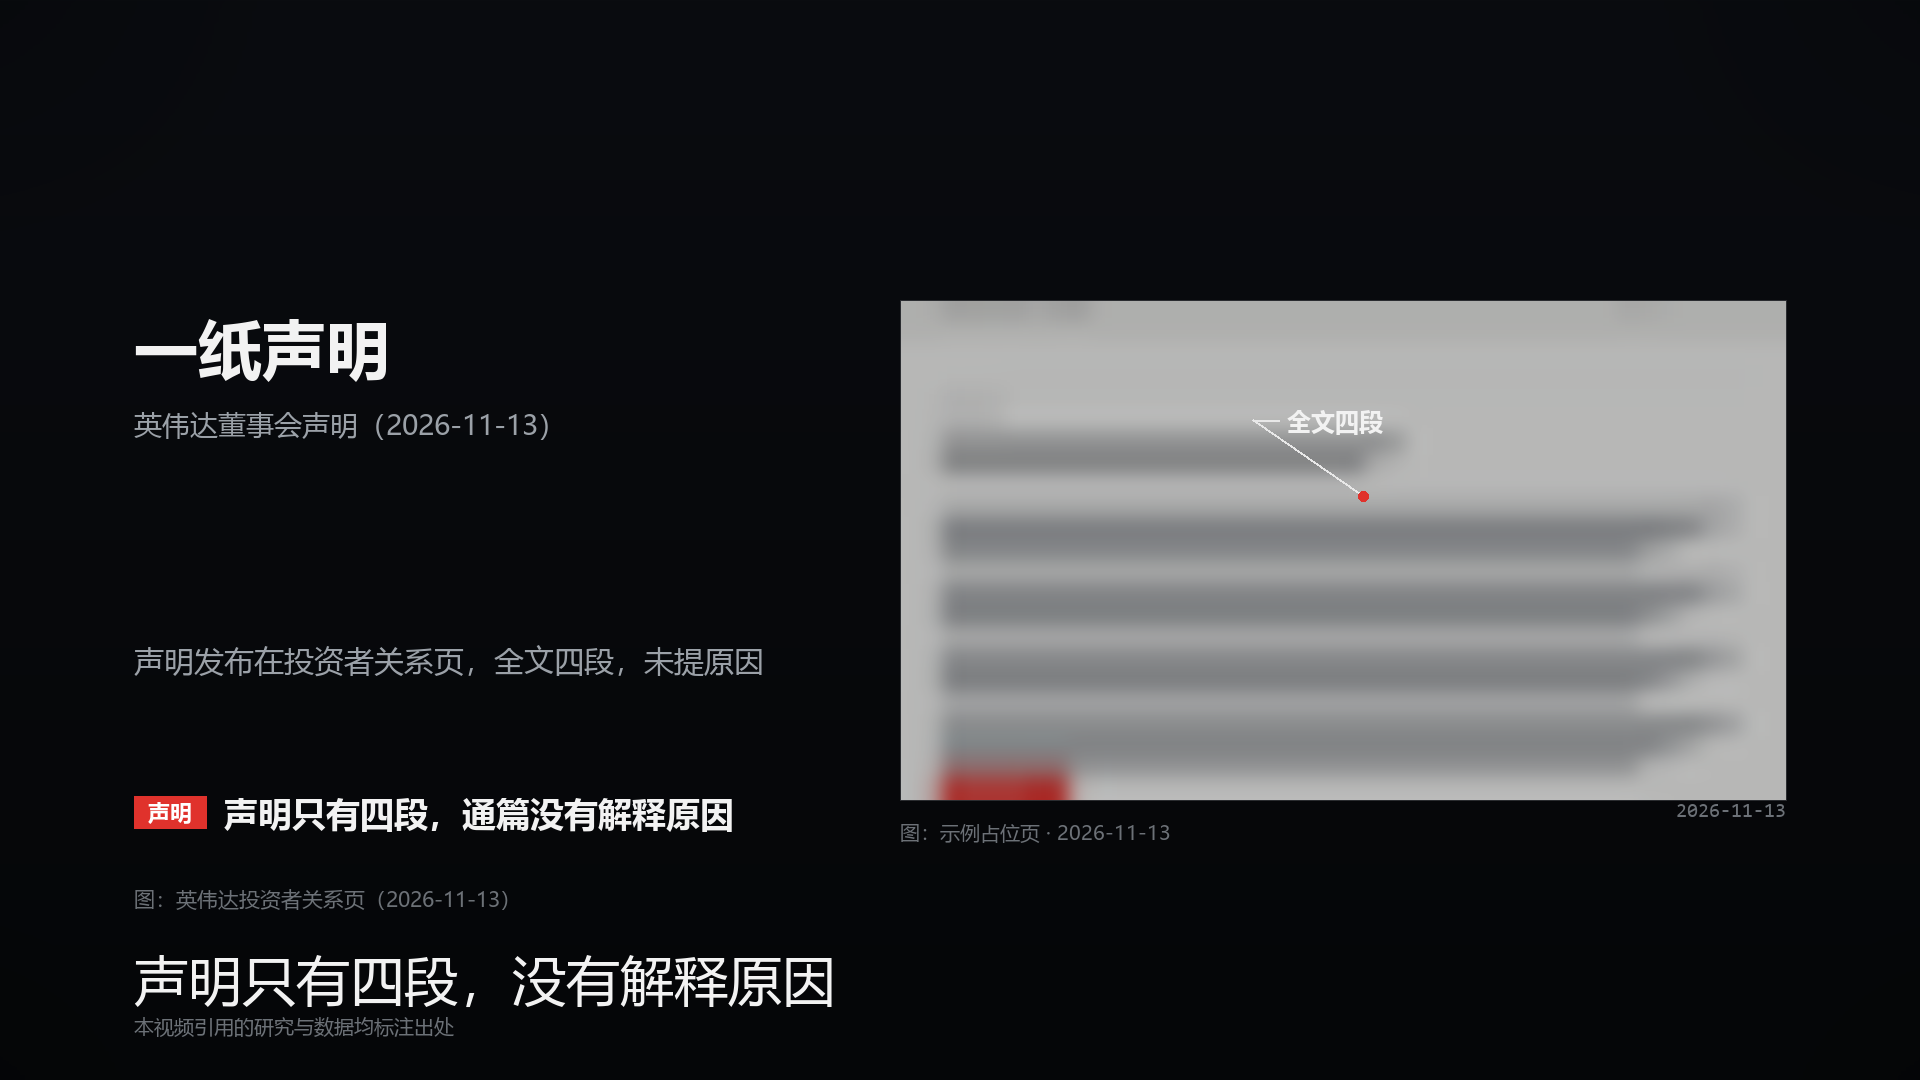 一纸声明
英伟达董事会声明（2026-11-13）
声明发布在投资者关系页，全文四段，未提原因
声明 声明只有四段，通篇没有解释原因
图：英伟达投资者关系页（2026-11-13）
声明只有四段，没有解释原因
本视频引用的研究与数据均标注出处
全文四段
2026-11-13
图：示例占位页 · 2026-11-13